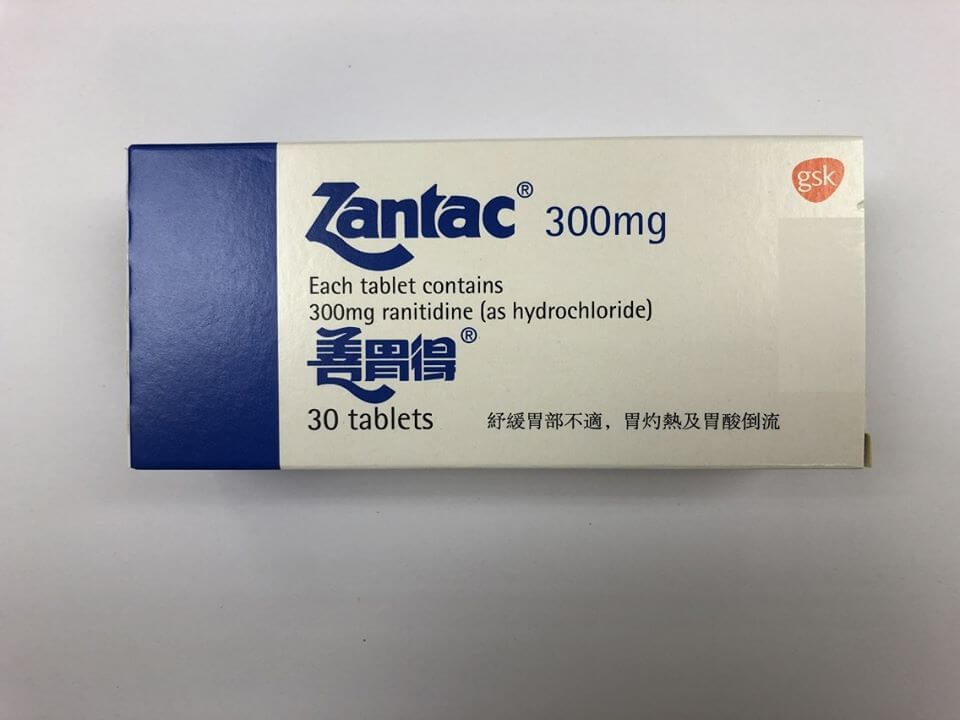 Zantac® 300mg
gsk
Each tablet contains
300mg ranitidine (as hydrochloride)
善胃得®
30 tablets
紓緩胃部不適，胃灼熱及胃酸倒流